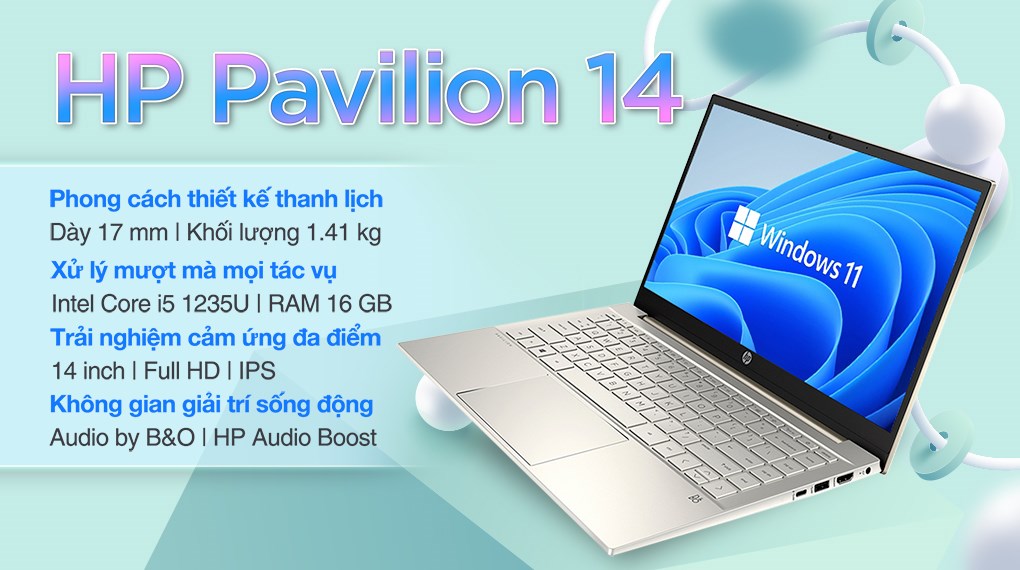 HP Pavilion 14
Phong cách thiết kế thanh lịch
Dày 17 mm | Khối lượng 1.41 kg
Xử lý mượt mà mọi tác vụ
Intel Core i5 1235U | RAM 16 GB
Trải nghiệm cảm ứng đa điểm
14 inch | Full HD | IPS
Không gian giải trí sống động
Audio by B&O | HP Audio Boost
Windows 11
hp